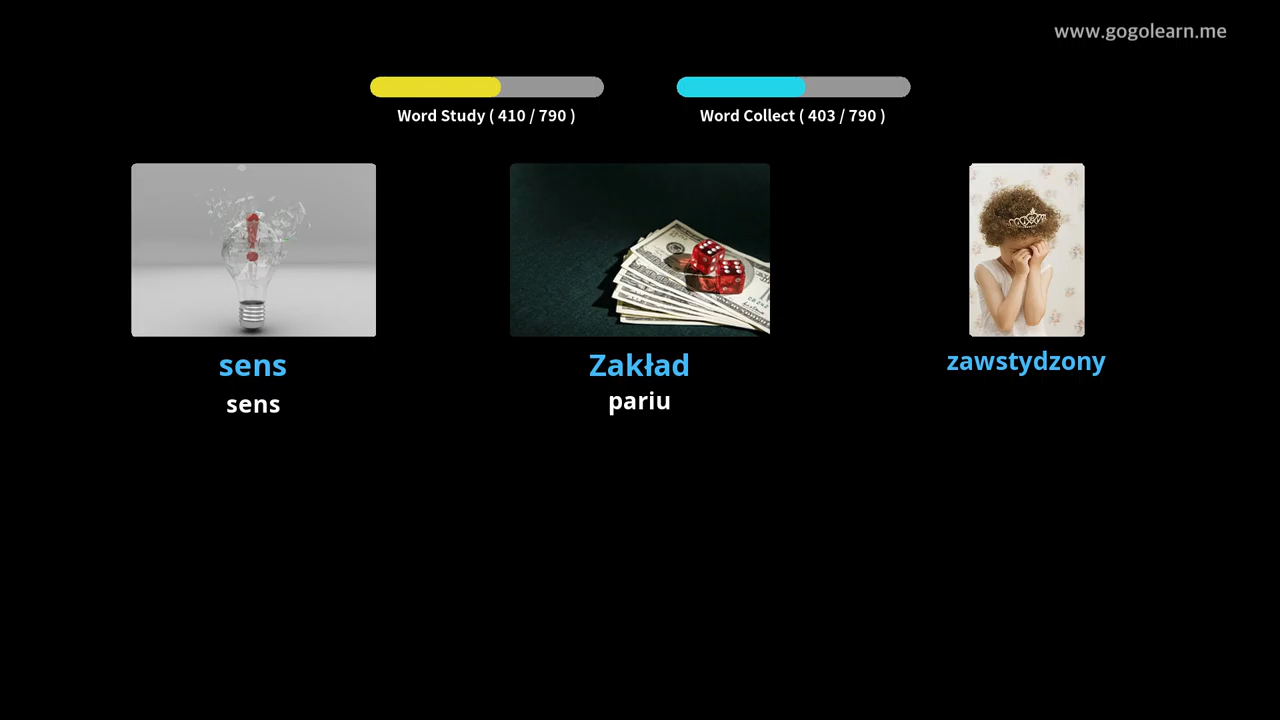 www.gogolearn.me
Word Study ( 410 / 790 )
Word Collect ( 403 / 790 )
sens
sens
Zakład
pariu
zawstydzony